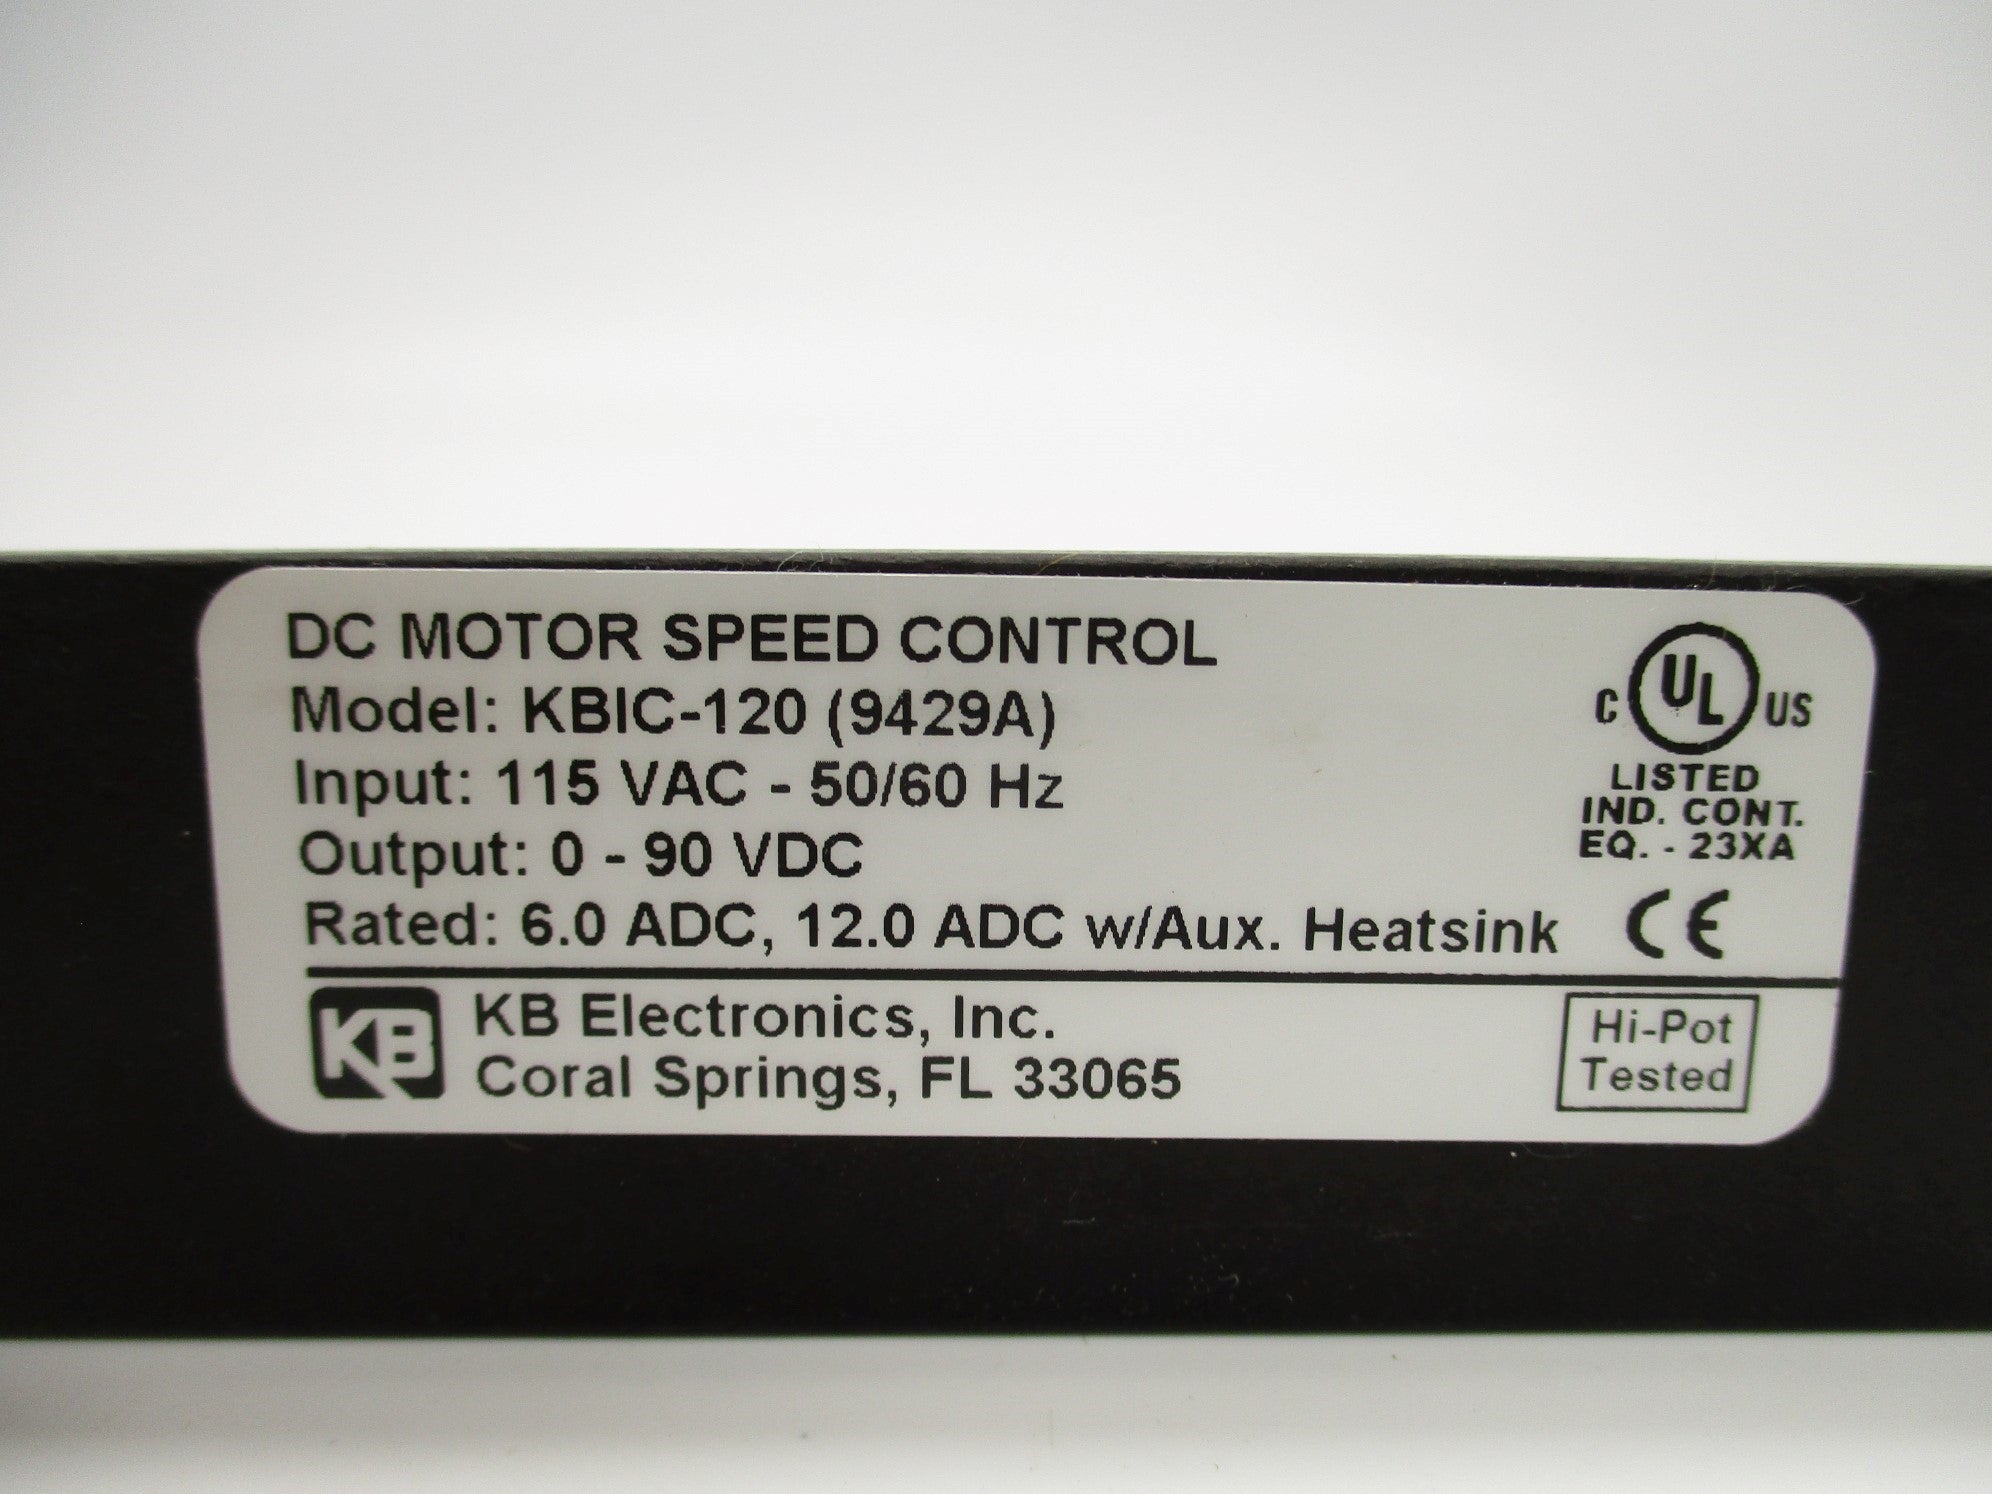 DC MOTOR SPEED CONTROL
Model: KBIC-120 (9429A)
Input: 115 VAC - 50/60 Hz
Output: 0 - 90 VDC
Rated: 6.0 ADC, 12.0 ADC w/Aux. Heatsink
C UL US
LISTED
IND. CONT.
EQ. - 23XA
CE
KB
KB Electronics, Inc.
Coral Springs, FL 33065
Hi-Pot
Tested